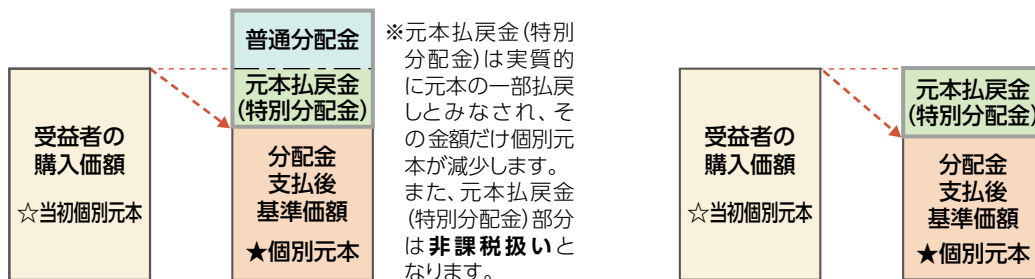 受益者の
購入価額
☆当初個別元本
普通分配金
元本払戻金
(特別分配金)
分配金
支払後
基準価額
★個別元本
※元本払戻金(特別
分配金)は実質的
に元本の一部払戻
しとみなされ、そ
の金額だけ個別元
本が減少します。
また、元本払戻金
(特別分配金)部分
は非課税扱いと
なります。
受益者の
購入価額
☆当初個別元本
元本払戻金
(特別分配金)
分配金
支払後
基準価額
★個別元本